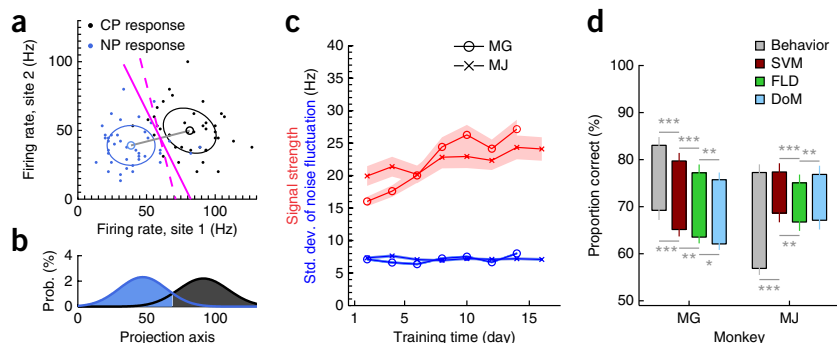 a
CP response
NP response
Firing rate, site 2 (Hz)
100
50
0
0
50
100
Firing rate, site 1 (Hz)
b
Prob. (%)
4
2
0
0
50
100
Projection axis
c
Signal strength
Std. dev. of noise fluctuation
(Hz)
40
35
30
25
20
15
10
5
0
1
5
10
15
Training time (day)
MG
MJ
d
Behavior
SVM
FLD
DoM
Proportion correct (%)
100
90
80
70
60
50
***
***
**
***
**
*
***
**
***
**
MG
MJ
Monkey